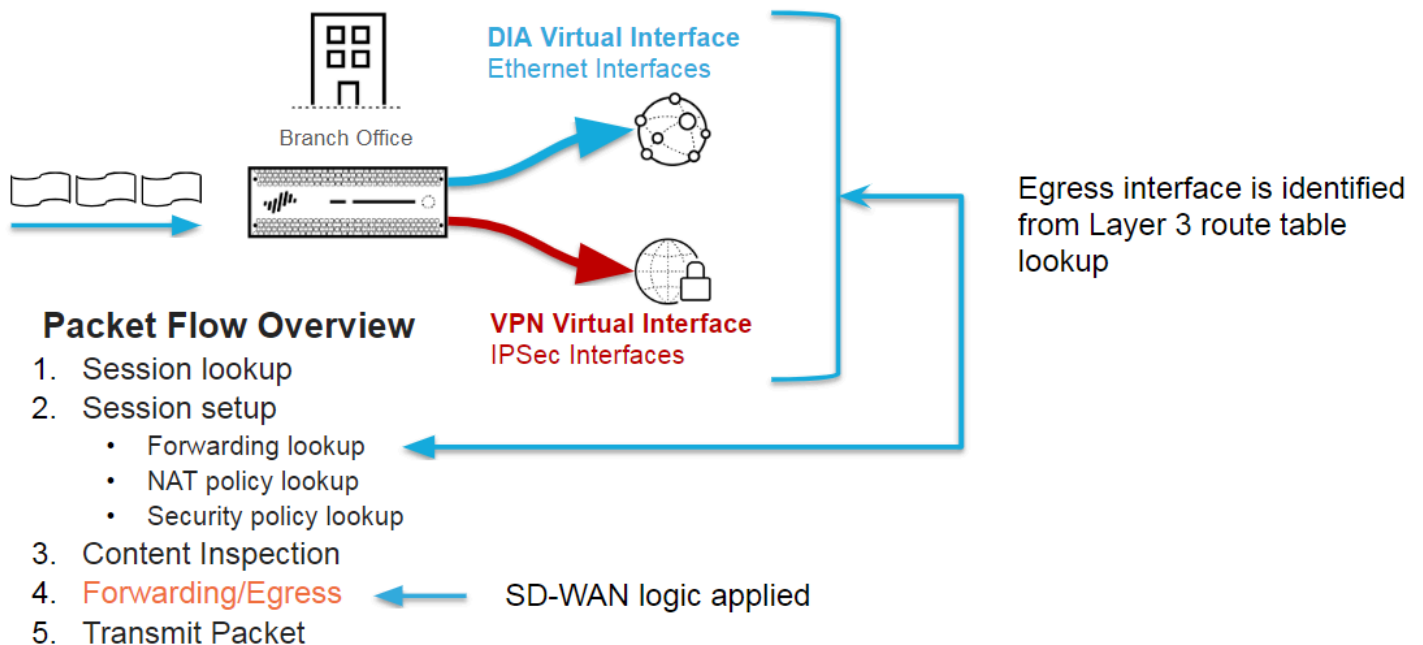 Branch Office
DIA Virtual Interface
Ethernet Interfaces
VPN Virtual Interface
IPSec Interfaces
Egress interface is identified
from Layer 3 route table
lookup
Packet Flow Overview
1. Session lookup
2. Session setup
• Forwarding lookup
• NAT policy lookup
• Security policy lookup
3. Content Inspection
4. Forwarding/Egress
SD-WAN logic applied
5. Transmit Packet